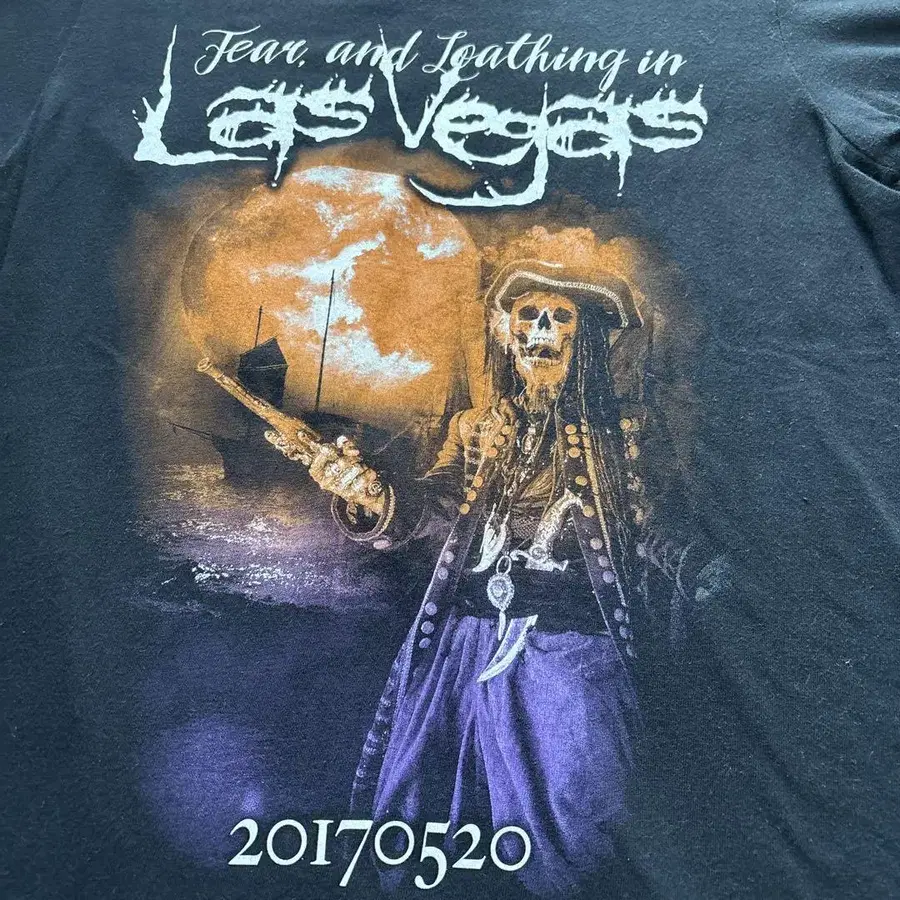 Fear, and Loathing in
Las Vegas
20170520